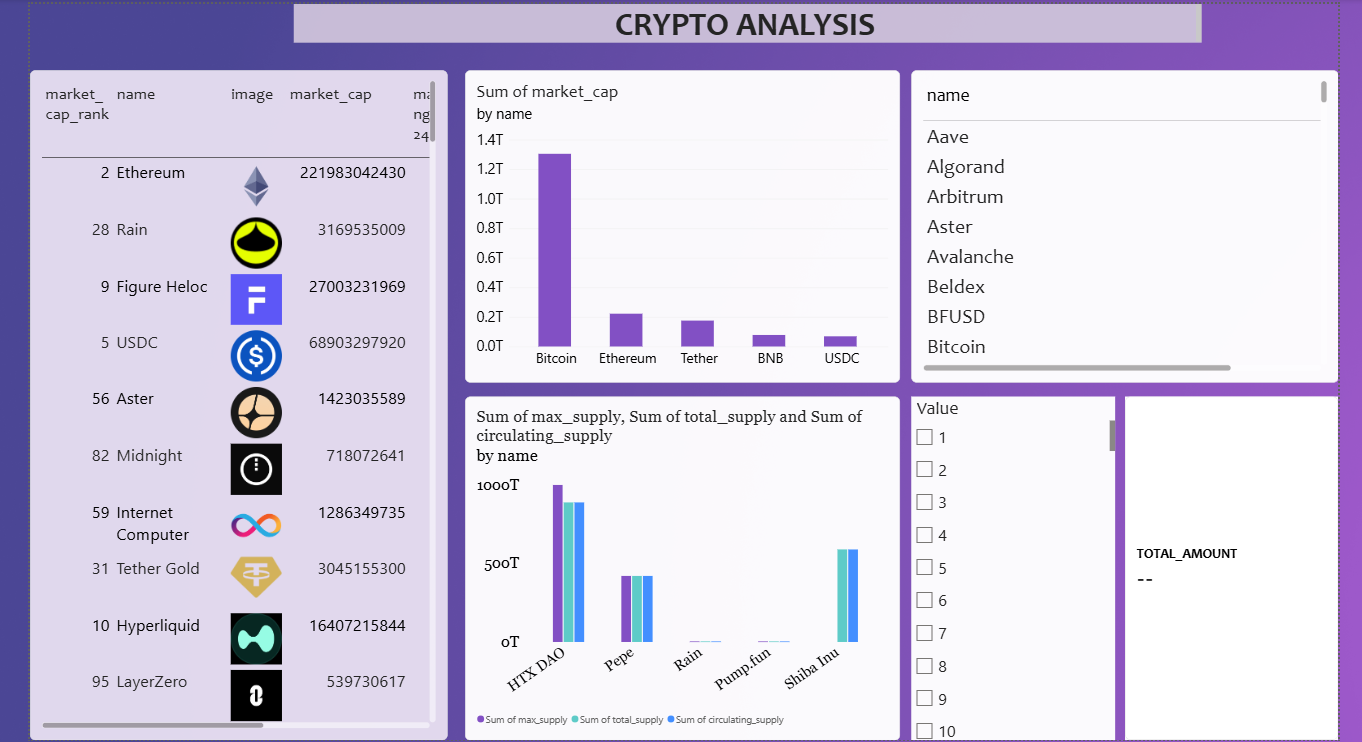 CRYPTO ANALYSIS
market_
cap_rank
name
image
market_cap
ma
ng
24
2 Ethereum 221983042430
28 Rain 3169535009
9 Figure Heloc 27003231969
5 USDC 68903297920
56 Aster 1423035589
82 Midnight 718072641
59 Internet 1286349735
Computer
31 Tether Gold 3045155300
10 Hyperliquid 16407215844
95 LayerZero 539730617
Sum of market_cap
by name
1.4T
1.2T
1.0T
0.8T
0.6T
0.4T
0.2T
0.0T
Bitcoin Ethereum Tether BNB USDC
name
Aave
Algorand
Arbitrum
Aster
Avalanche
Beldex
BFUSD
Bitcoin
Sum of max_supply, Sum of total_supply and Sum of
circulating_supply
by name
1000T
500T
0T
HTX DAO Pepe Rain Pump.fun Shiba Inu
Sum of max_supply Sum of total_supply Sum of circulating_supply
Value
1
2
3
4
5
6
7
8
9
10
TOTAL_AMOUNT
--